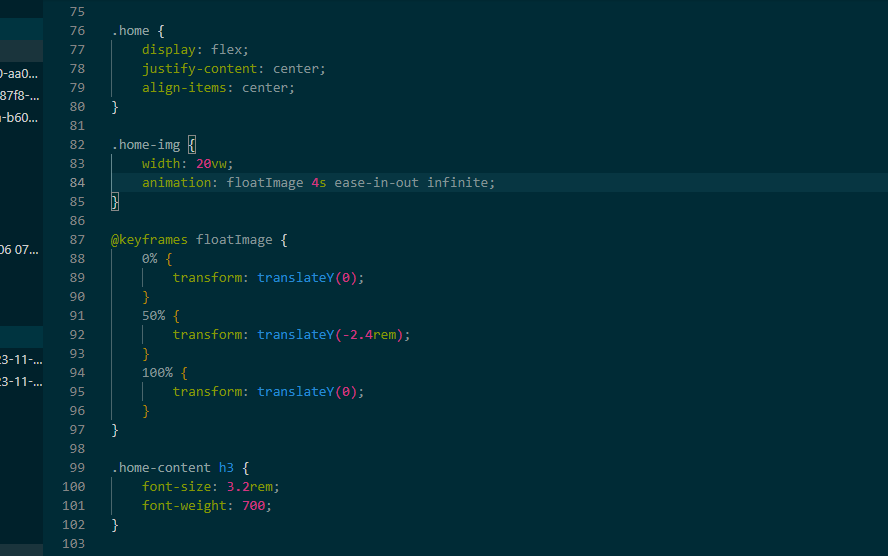 75
76 .home {
77 display: flex;
78 justify-content: center;
79 align-items: center;
80 }
81
82 .home-img {
83 width: 20vw;
84 animation: floatImage 4s ease-in-out infinite;
85 }
86
87 @keyframes floatImage {
88 0% {
89 transform: translateY(0);
90 }
91 50% {
92 transform: translateY(-2.4rem);
93 }
94 100% {
95 transform: translateY(0);
96 }
97 }
98
99 .home-content h3 {
100 font-size: 3.2rem;
101 font-weight: 700;
102 }
103
0-aa0...
87f8-...
-b60...
06 07...
23-11-...
23-11-...